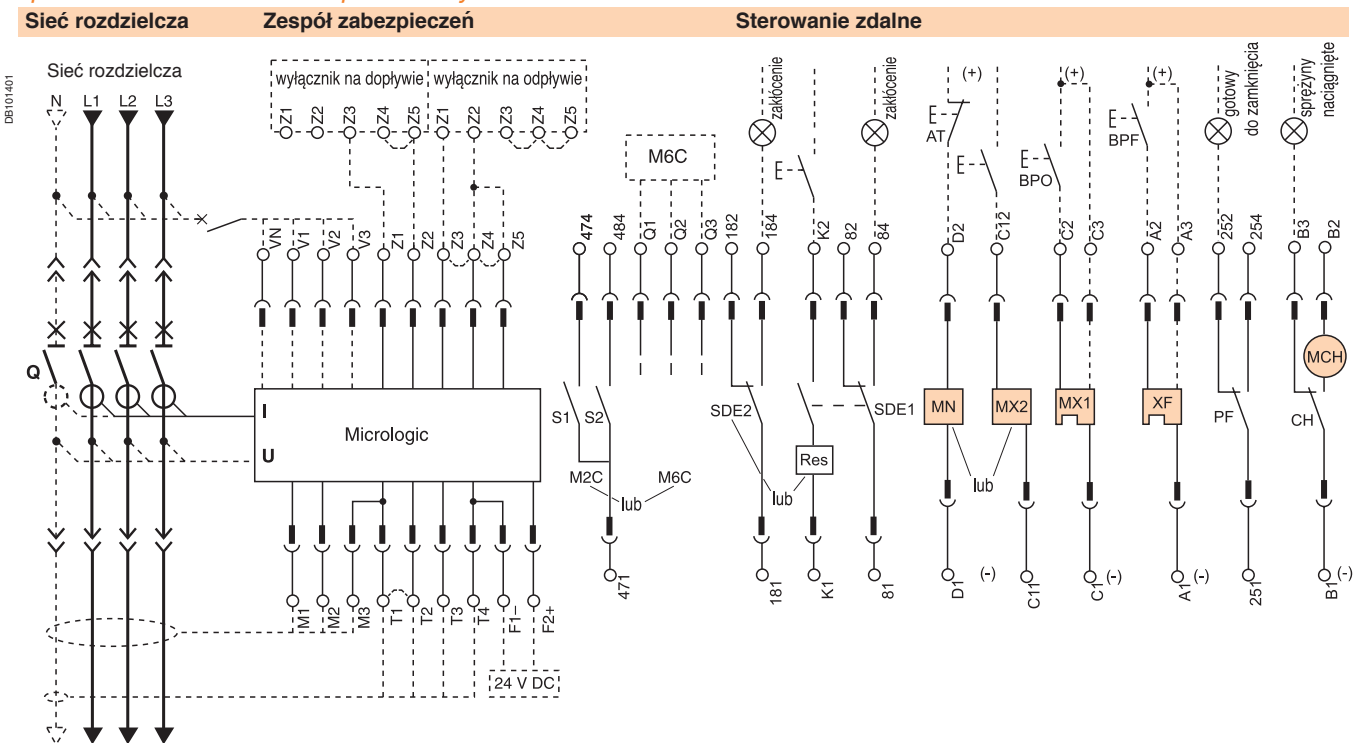 Sieć rozdzielcza Zespół zabezpieczeń Sterowanie zdalne
DB101401
Sieć rozdzielcza
N L1 L2 L3
wyłącznik na dopływie wyłącznik na odpływie
Z1 Z2 Z3 Z4 Z5 Z1 Z2 Z3 Z4 Z5
M6C
zakłócenie
zakłócenie
(+) (+) (+)
gotowy
do zamknięcia
sprężyny
naciągnięte
E E E E
AT BPO BPF
VN V1 V2 V3 Z1 Z2 Z3 Z4 Z5
474 484 Q1 Q2 Q3 182 184 K2 82 84 D2 C12 C2 C3 A2 A3 252 254 B3 B2
Q
I
U
Micrologic
S1 S2
M2C lub M6C
SDE2 SDE1
Res
lub
MN MX2 MX1 XF
lub
PF CH
MCH
M1 M2 M3 T1 T2 T3 T4 F1– F2+
24 V DC
471 181 K1 81 D1 (-) C11 C1 (-) A1 (-) 251 B1 (-)